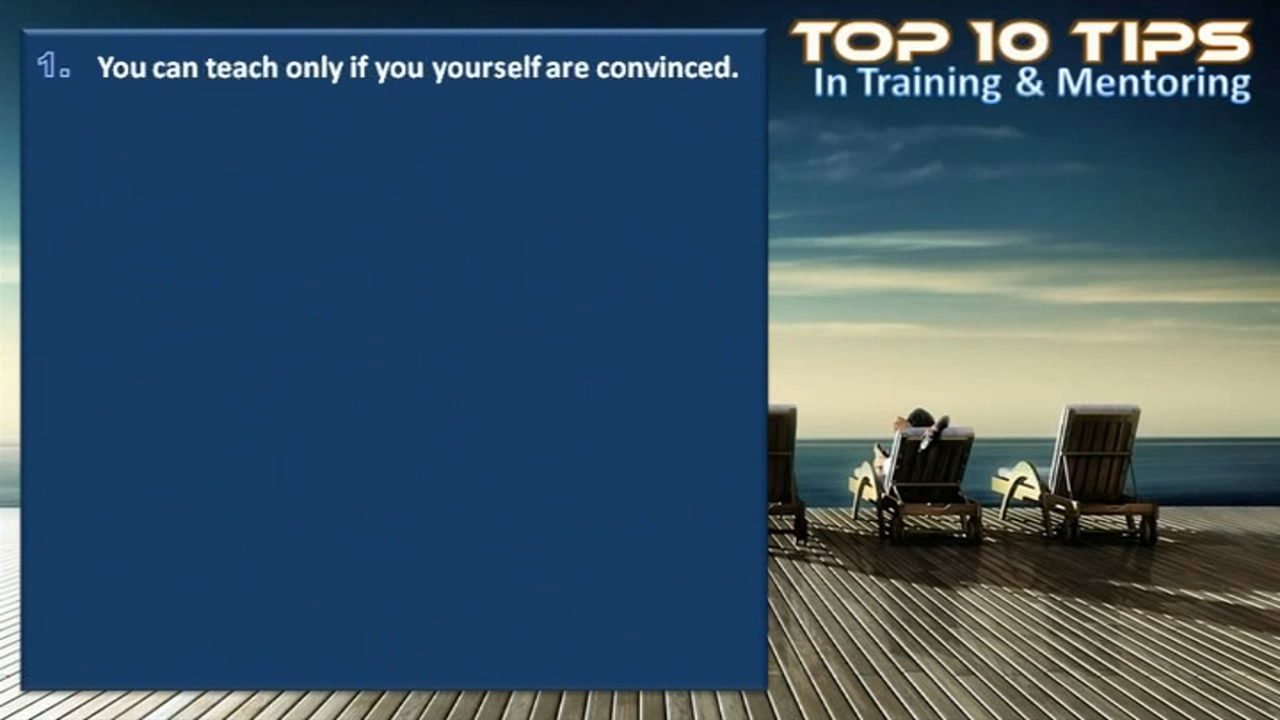 TOP 10 TIPS
In Training & Mentoring
1. You can teach only if you yourself are convinced.